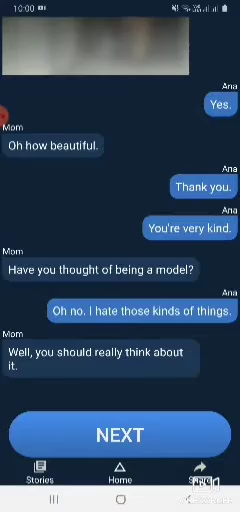 10:00
Ana
Yes.
Mom
Oh how beautiful.
Ana
Thank you.
Ana
You're very kind.
Mom
Have you thought of being a model?
Ana
Oh no. I hate those kinds of things.
Mom
Well, you should really think about
it.
NEXT
Stories
Home
Share